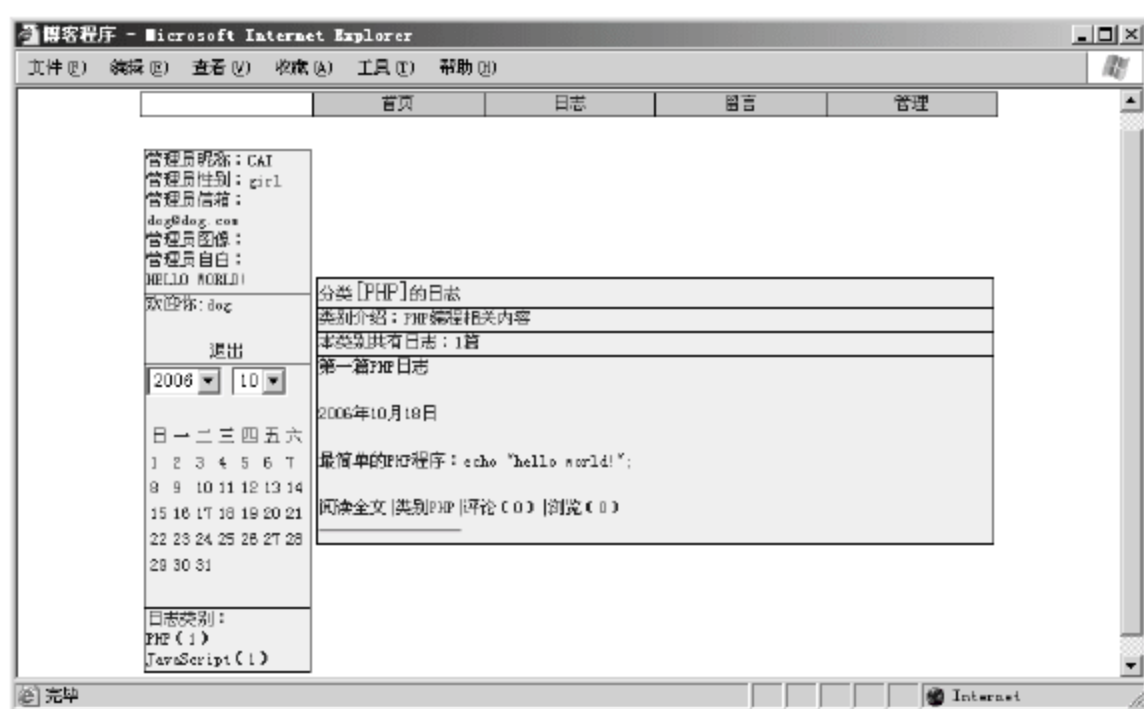 博客程序 - Microsoft Internet Explorer
文件(F) 编辑(E) 查看(V) 收藏(A) 工具(T) 帮助(H)
首页 日志 留言 管理
管理员昵称：CAI
管理员性别：girl
管理员信箱：
dog@dog.com
管理员图像：
管理员自白：
HELLO WORLD!
欢迎你:dog
退出
2006 10
日 一 二 三 四 五 六
1 2 3 4 5 6 7
8 9 10 11 12 13 14
15 16 17 18 19 20 21
22 23 24 25 26 27 28
29 30 31
日志类别：
PHP(1)
JavaScript(1)
分类[PHP]的日志
类别介绍：PHP编程相关内容
本类别共有日志：1篇
第一篇PHP日志
2006年10月18日
最简单的PHP程序：echo "hello world!";
阅读全文 |类别PHP |评论(0) |浏览(0)
完毕
Internet